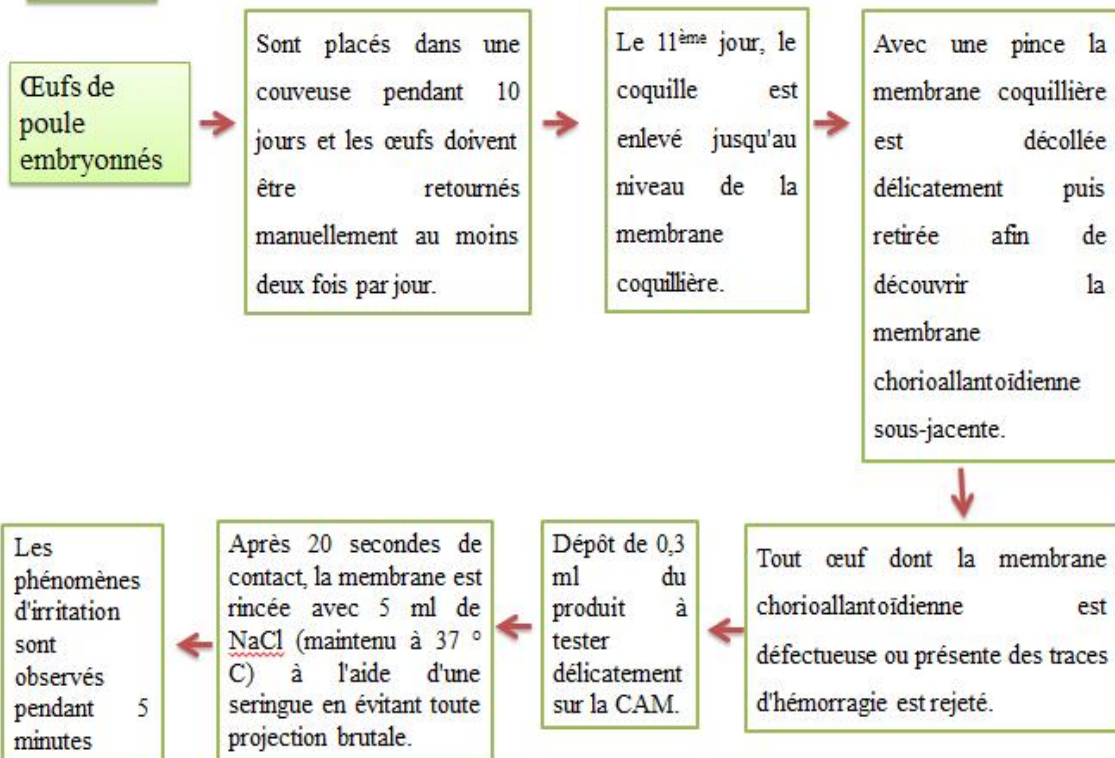 Œufs de
poule
embryonnés
Sont placés dans une
couveuse pendant 10
jours et les œufs doivent
être retournés
manuellement au moins
deux fois par jour.
Le 11ème jour, le
coquille est
enlevé jusqu'au
niveau de la
membrane
coquillière.
Avec une pince la
membrane coquillière
est décollée
délicatement puis
retirée afin de
découvrir la
membrane
chorioallantoïdienne
sous-jacente.
Tout œuf dont la membrane
chorioallantoïdienne est
défectueuse ou présente des traces
d'hémorragie est rejeté.
Dépôt de 0,3
ml du
produit à
tester
délicatement
sur la CAM.
Après 20 secondes de
contact, la membrane est
rincée avec 5 ml de
NaCl (maintenu à 37 °
C) à l'aide d'une
seringue en évitant toute
projection brutale.
Les
phénomènes
d'irritation
sont
observés
pendant 5
minutes